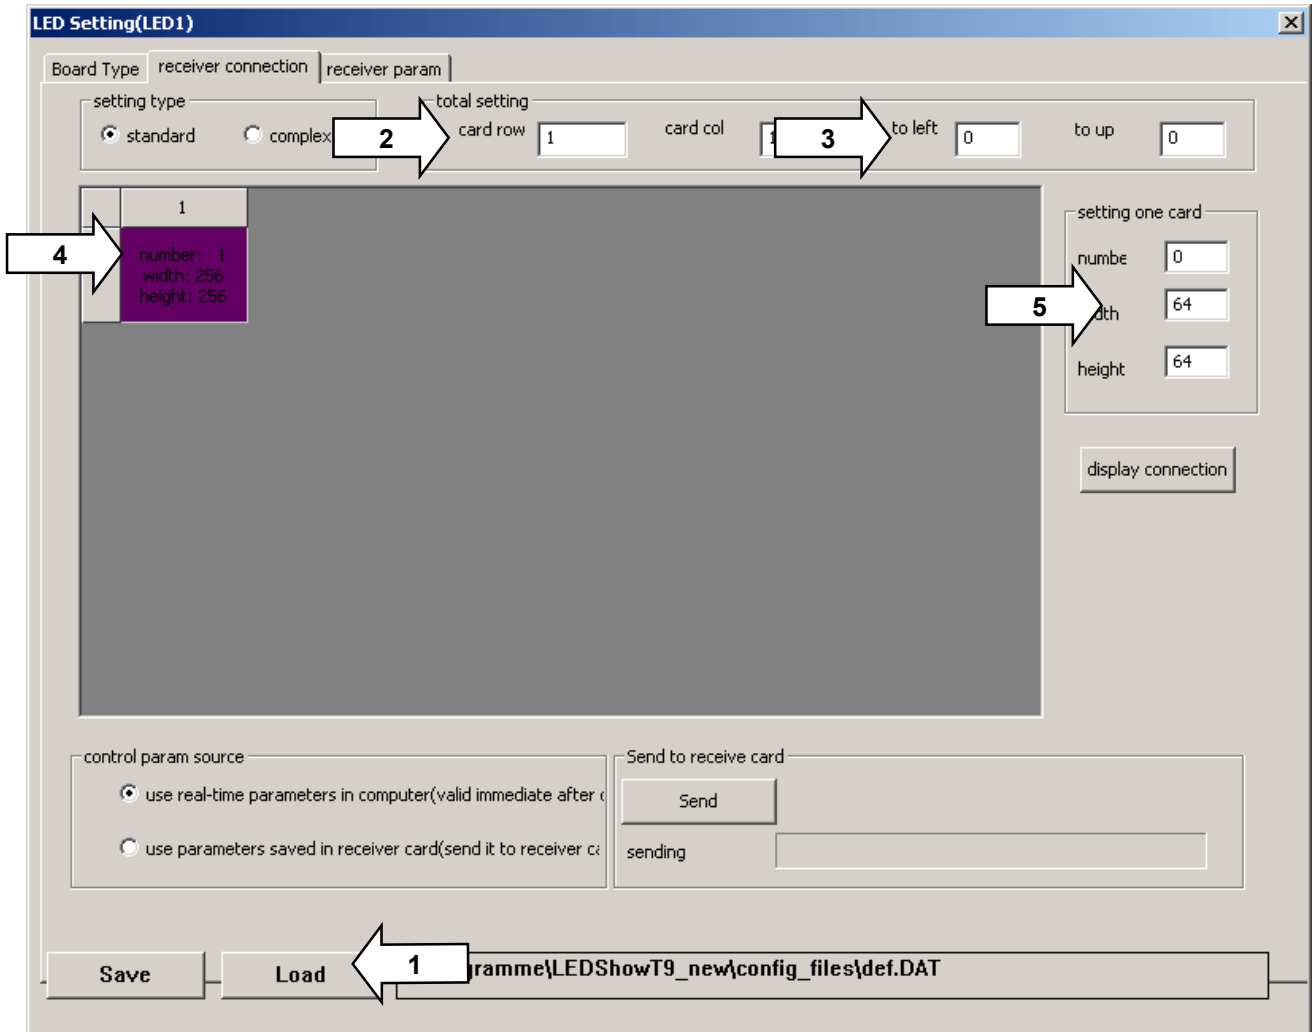 LED Setting(LED1)
Board Type receiver connection receiver param
setting type
standard complex
total setting
2 card row 1 card col 1 3 to left 0 to up 0
1
4 number: 1
width: 256
height: 256
setting one card
numbe 0
5 64
height 64
display connection
control param source
use real-time parameters in computer(valid immediate after
use parameters saved in receiver card(send it to receiver
Send to receive card
Send
sending
Save Load 1 gramme\LEDShowT9_new\config_files\def.DAT